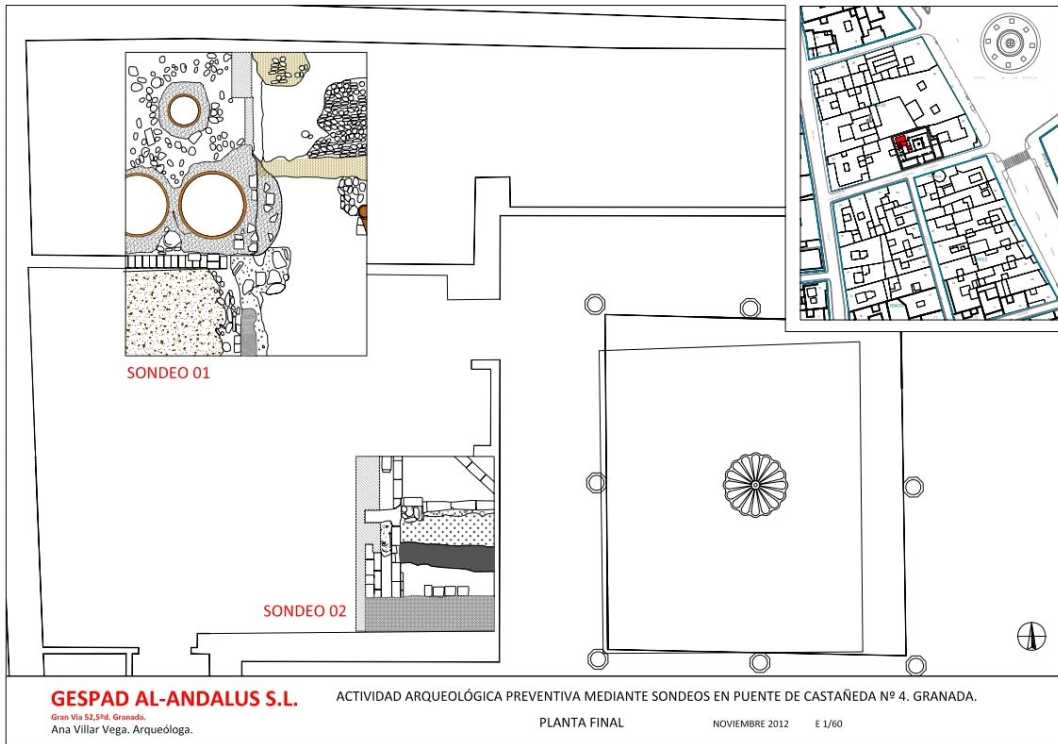 SONDEO 01
SONDEO 02
GESPAD AL-ANDALUS S.L.
Gran Via 52,5ºd. Granada.
Ana Villar Vega. Arqueóloga.
ACTIVIDAD ARQUEOLÓGICA PREVENTIVA MEDIANTE SONDEOS EN PUENTE DE CASTAÑEDA Nº 4. GRANADA.
PLANTA FINAL NOVIEMBRE 2012 E 1/60